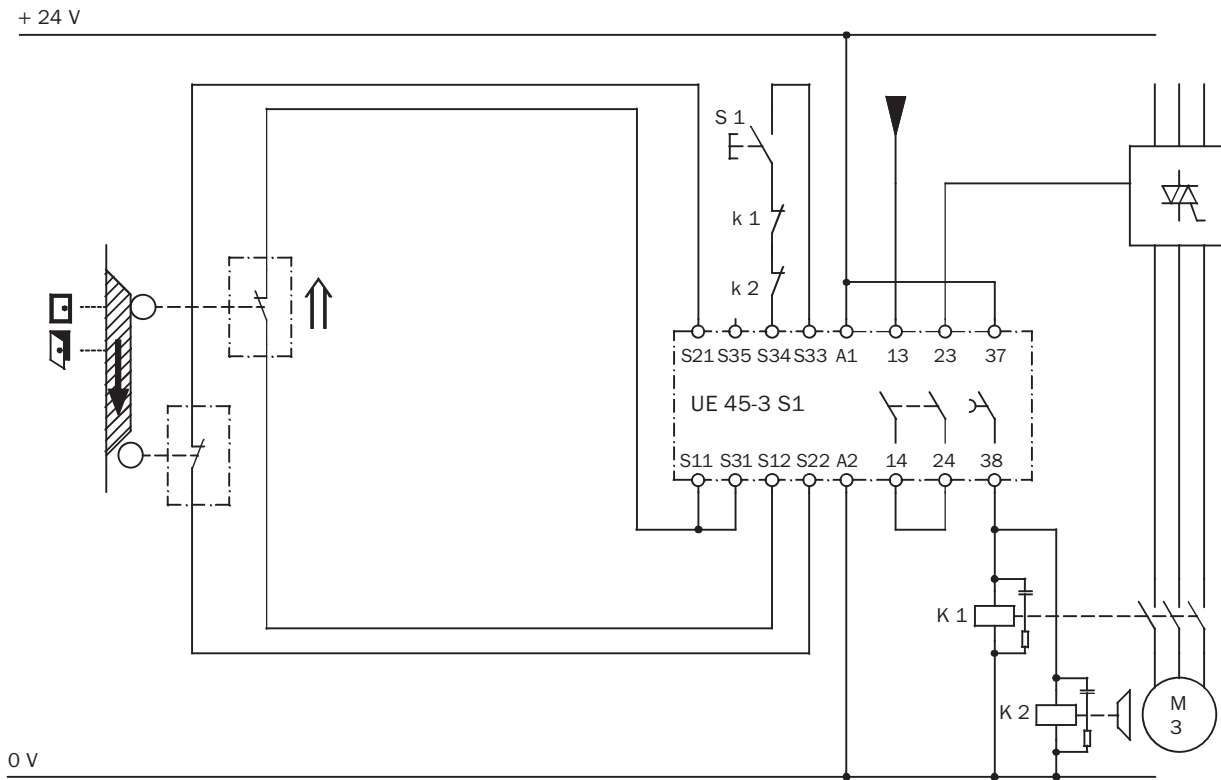 + 24 V
S 1
k 1
k 2
S21 S35 S34 S33 A1 13 23 37
UE 45-3 S1
S11 S31 S12 S22 A2 14 24 38
K 1
K 2
M
3
0 V